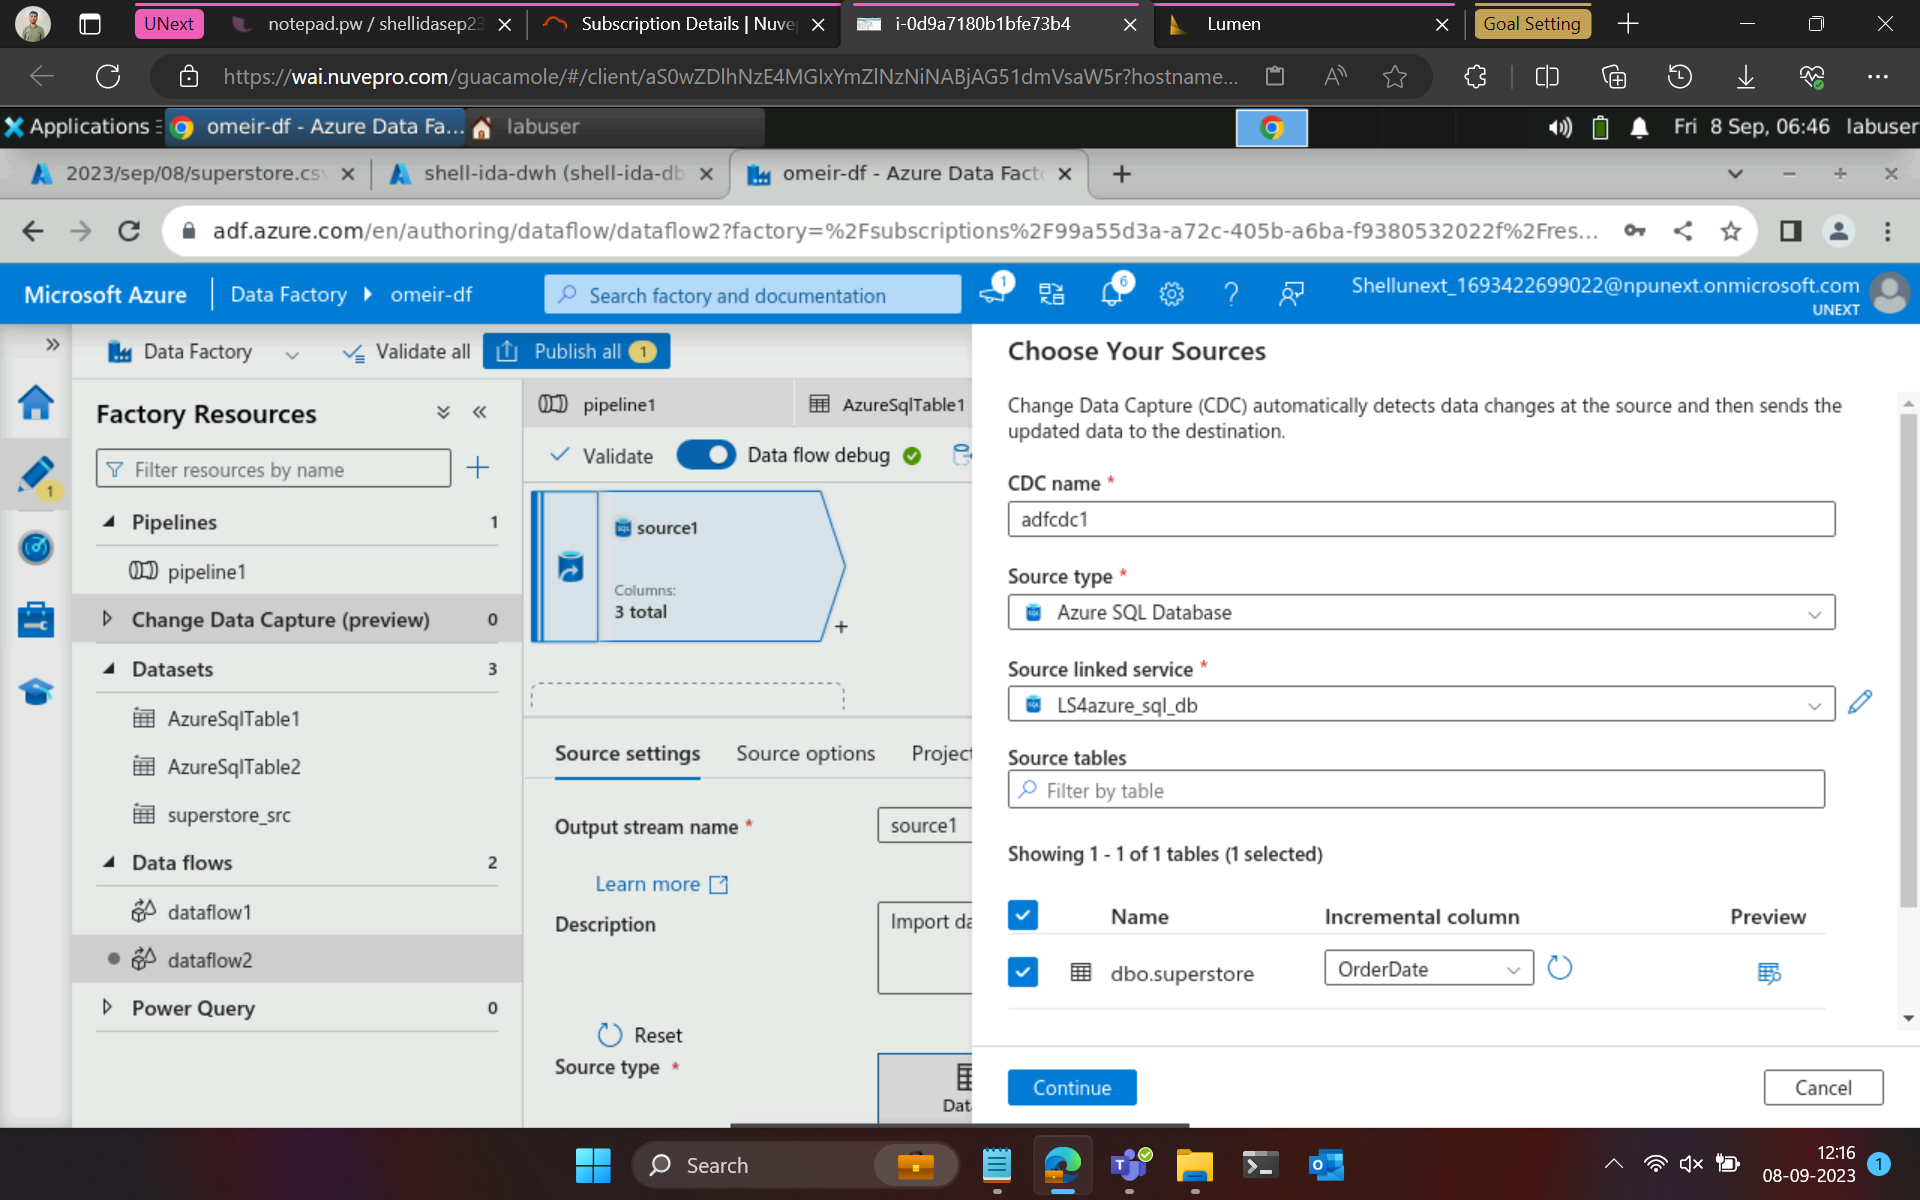 UNext
notepad.pw / shellidasep23
Subscription Details | Nuve
i-0d9a7180b1bfe73b4
Lumen
Goal Setting
https://wai.nuvepro.com/guacamole/#/client/aS0wZDlhNzE4MGIxYmZlNzNiNABjAG51dmVsaW5r?hostname...
Applications
omeir-df - Azure Data Fa...
labuser
Fri 8 Sep, 06:46 labuser
2023/sep/08/superstore.csv
shell-ida-dwh (shell-ida-db
omeir-df - Azure Data Facto
adf.azure.com/en/authoring/dataflow/dataflow2?factory=%2Fsubscriptions%2F99a55d3a-a72c-405b-a6ba-f9380532022f%2Fres...
Microsoft Azure
Data Factory
omeir-df
Search factory and documentation
1
6
Shellunext_1693422699022@npunext.onmicrosoft.com
UNEXT
Data Factory
Validate all
Publish all 1
1
Factory Resources
Filter resources by name
Pipelines 1
pipeline1
Change Data Capture (preview) 0
Datasets 3
AzureSqlTable1
AzureSqlTable2
superstore_src
Data flows 2
dataflow1
dataflow2
Power Query 0
pipeline1
AzureSqlTable1
Validate
Data flow debug
source1
Columns:
3 total
Source settings
Source options
Project
Output stream name *
source1
Learn more
Description
Import da
Reset
Source type *
Dat
Choose Your Sources
Change Data Capture (CDC) automatically detects data changes at the source and then sends the
updated data to the destination.
CDC name *
adfcdc1
Source type *
Azure SQL Database
Source linked service *
LS4azure_sql_db
Source tables
Filter by table
Showing 1 - 1 of 1 tables (1 selected)
Name
Incremental column
Preview
dbo.superstore
OrderDate
Continue
Cancel
Search
12:16
08-09-2023
1